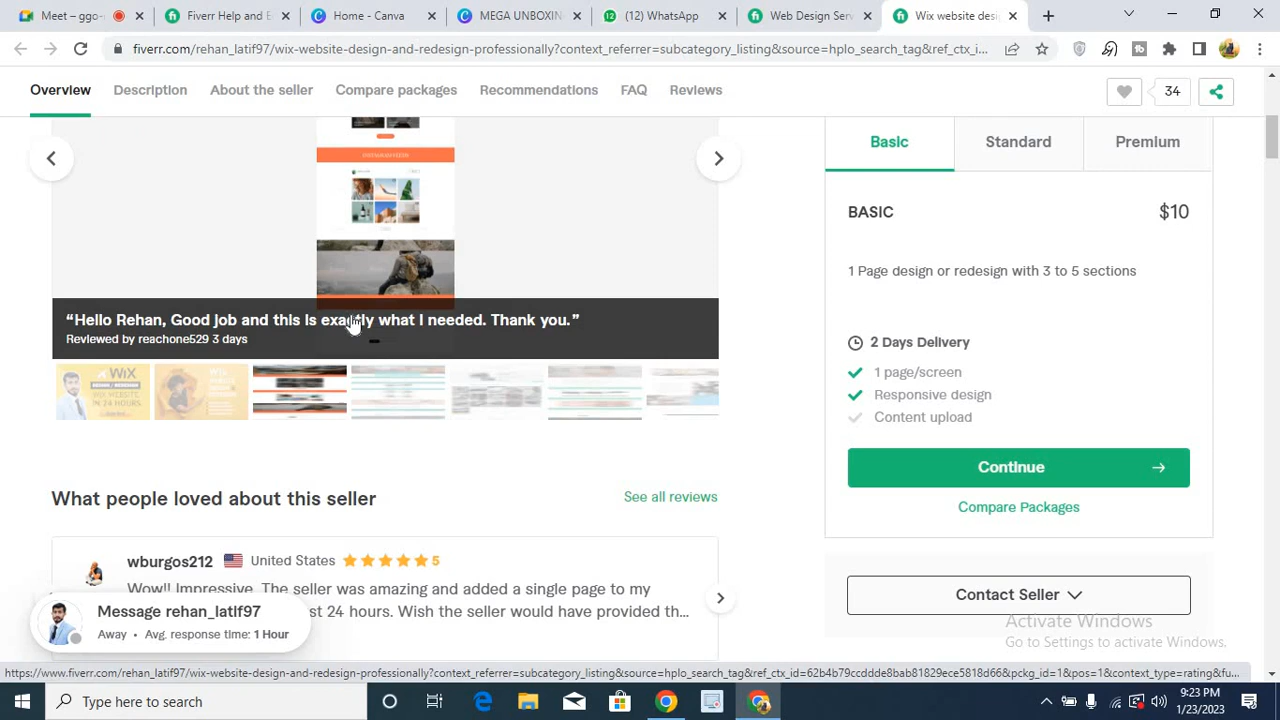 Meet – ggo-
Fiverr Help and E
Home - Canva
MEGA UNBOXIN
(12) WhatsApp
Web Design Serv
Wix website desi
fiverr.com/rehan_latif97/wix-website-design-and-redesign-professionally?context_referrer=subcategory_listing&source=hplo_search_tag&ref_ctx_i...
Overview
Description
About the seller
Compare packages
Recommendations
FAQ
Reviews
34
Basic
Standard
Premium
BASIC
$10
1 Page design or redesign with 3 to 5 sections
2 Days Delivery
1 page/screen
Responsive design
Content upload
Continue
Compare Packages
Contact Seller
“Hello Rehan, Good job and this is exactly what I needed. Thank you.”
Reviewed by reachone529 3 days
WIX
What people loved about this seller
See all reviews
wburgos212 United States 5
Wow!! Impressive. The seller was amazing and added a single page to my
st 24 hours. Wish the seller would have provided th...
Message rehan_latif97
Away • Avg. response time: 1 Hour
Activate Windows
Go to Settings to activate Windows.
https://www.fiverr.com/rehan_latif97/wix-website-design-and-redesign-professionally?context_referrer=subcategory_listing&source=hplo_search_tag&ref_ctx_id=62b4b79ccddde8bab81829ece5818d66&pckg_id=1&pos=1&context_type=rating&fu...
Type here to search
9:23 PM
1/23/2023